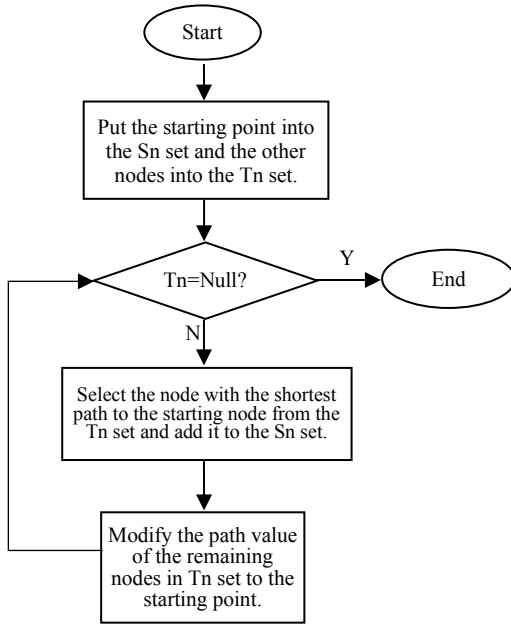 Start
Put the starting point into
the Sn set and the other
nodes into the Tn set.
Tn=Null?
Y
End
N
Select the node with the shortest
path to the starting node from the
Tn set and add it to the Sn set.
Modify the path value
of the remaining
nodes in Tn set to the
starting point.